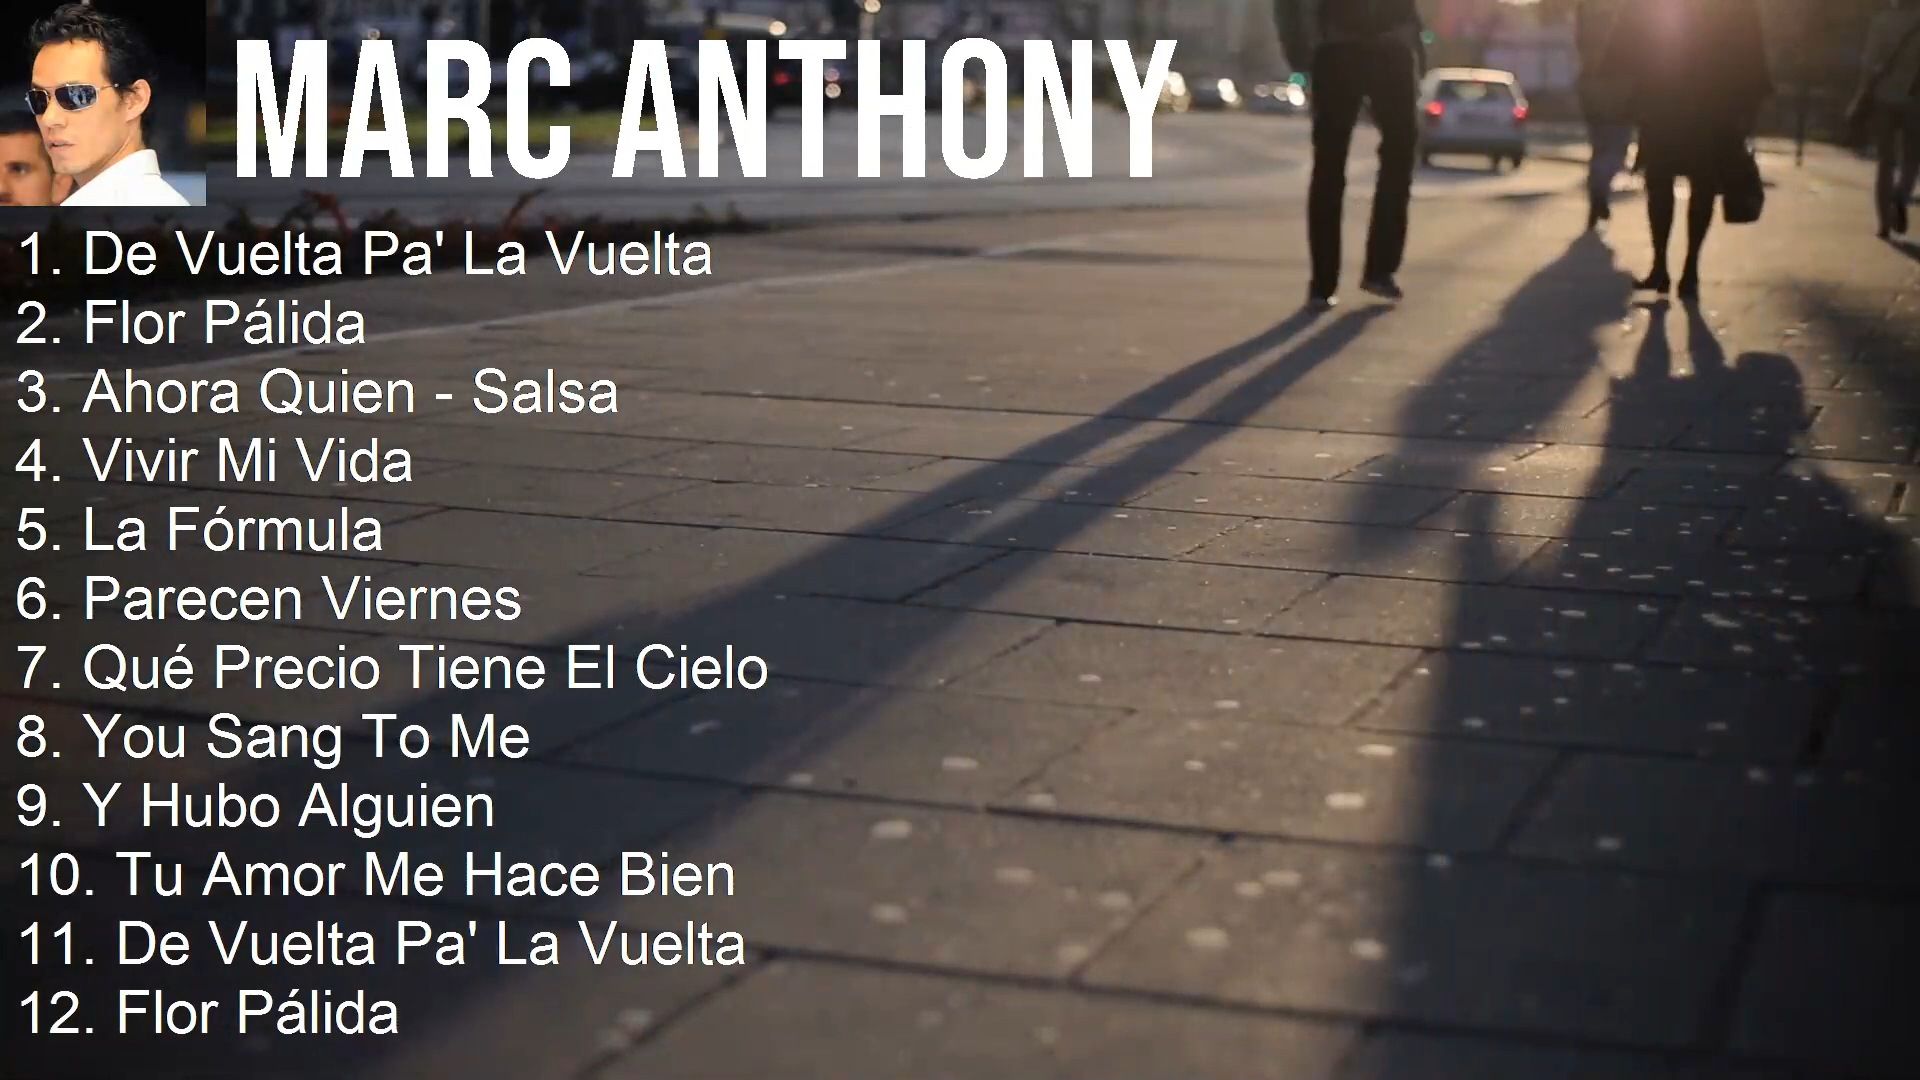 MARC ANTHONY
1. De Vuelta Pa' La Vuelta
2. Flor Pálida
3. Ahora Quien - Salsa
4. Vivir Mi Vida
5. La Fórmula
6. Parecen Viernes
7. Qué Precio Tiene El Cielo
8. You Sang To Me
9. Y Hubo Alguien
10. Tu Amor Me Hace Bien
11. De Vuelta Pa' La Vuelta
12. Flor Pálida